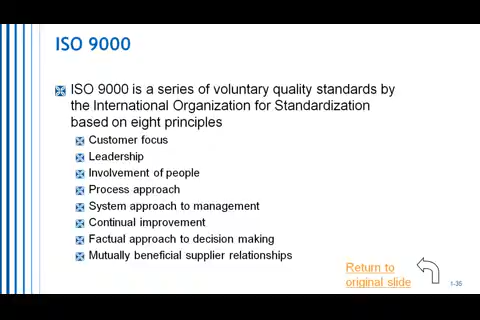 ISO 9000
ISO 9000 is a series of voluntary quality standards by
the International Organization for Standardization
based on eight principles
Customer focus
Leadership
Involvement of people
Process approach
System approach to management
Continual improvement
Factual approach to decision making
Mutually beneficial supplier relationships
Return to
original slide
1-35